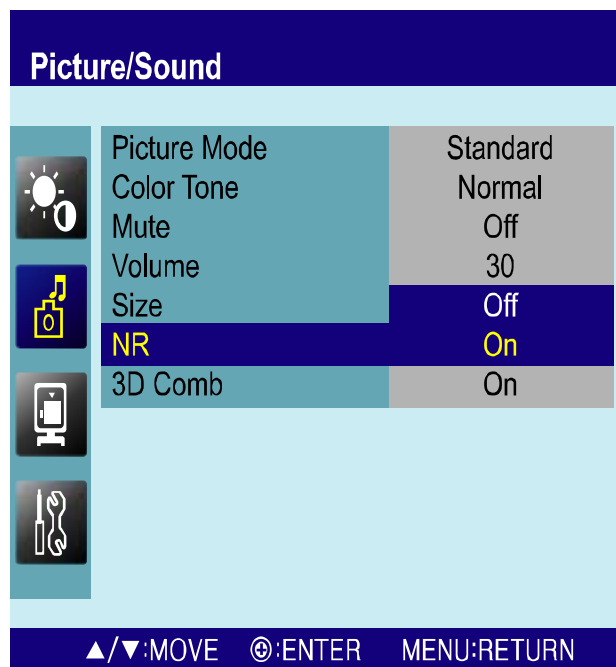 Picture/Sound
Picture Mode Standard
Color Tone Normal
Mute Off
Volume 30
Size Off
NR On
3D Comb On
▲/▼:MOVE ⊕:ENTER MENU:RETURN